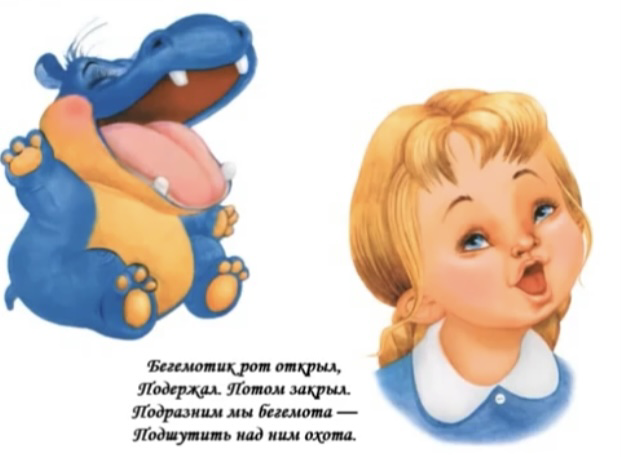 Бегемотик рот открыл,
Подержал. Потом закрыл.
Подразним мы бегемота —
Подшутить над ним охота.